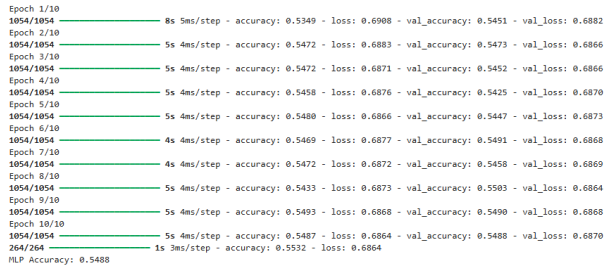 Epoch 1/10
1054/1054 ━━━━━━━━━━━━━━━━━━━━ 8s 5ms/step - accuracy: 0.5349 - loss: 0.6908 - val_accuracy: 0.5451 - val_loss: 0.6882
Epoch 2/10
1054/1054 ━━━━━━━━━━━━━━━━━━━━ 5s 4ms/step - accuracy: 0.5472 - loss: 0.6883 - val_accuracy: 0.5473 - val_loss: 0.6866
Epoch 3/10
1054/1054 ━━━━━━━━━━━━━━━━━━━━ 5s 4ms/step - accuracy: 0.5472 - loss: 0.6871 - val_accuracy: 0.5452 - val_loss: 0.6866
Epoch 4/10
1054/1054 ━━━━━━━━━━━━━━━━━━━━ 5s 4ms/step - accuracy: 0.5458 - loss: 0.6876 - val_accuracy: 0.5425 - val_loss: 0.6870
Epoch 5/10
1054/1054 ━━━━━━━━━━━━━━━━━━━━ 5s 4ms/step - accuracy: 0.5480 - loss: 0.6866 - val_accuracy: 0.5447 - val_loss: 0.6873
Epoch 6/10
1054/1054 ━━━━━━━━━━━━━━━━━━━━ 4s 4ms/step - accuracy: 0.5469 - loss: 0.6877 - val_accuracy: 0.5491 - val_loss: 0.6868
Epoch 7/10
1054/1054 ━━━━━━━━━━━━━━━━━━━━ 4s 4ms/step - accuracy: 0.5472 - loss: 0.6872 - val_accuracy: 0.5458 - val_loss: 0.6869
Epoch 8/10
1054/1054 ━━━━━━━━━━━━━━━━━━━━ 5s 4ms/step - accuracy: 0.5433 - loss: 0.6873 - val_accuracy: 0.5503 - val_loss: 0.6864
Epoch 9/10
1054/1054 ━━━━━━━━━━━━━━━━━━━━ 5s 4ms/step - accuracy: 0.5493 - loss: 0.6868 - val_accuracy: 0.5490 - val_loss: 0.6868
Epoch 10/10
1054/1054 ━━━━━━━━━━━━━━━━━━━━ 5s 4ms/step - accuracy: 0.5487 - loss: 0.6864 - val_accuracy: 0.5488 - val_loss: 0.6870
264/264 ━━━━━━━━━━━━━━━━━━━━ 1s 3ms/step - accuracy: 0.5532 - loss: 0.6864
MLP Accuracy: 0.5488